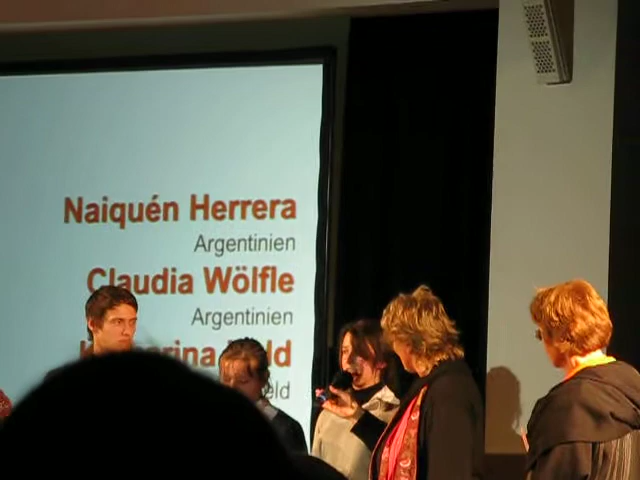 Naiquén Herrera
Argentinien
Claudia Wölfle
Argentinien